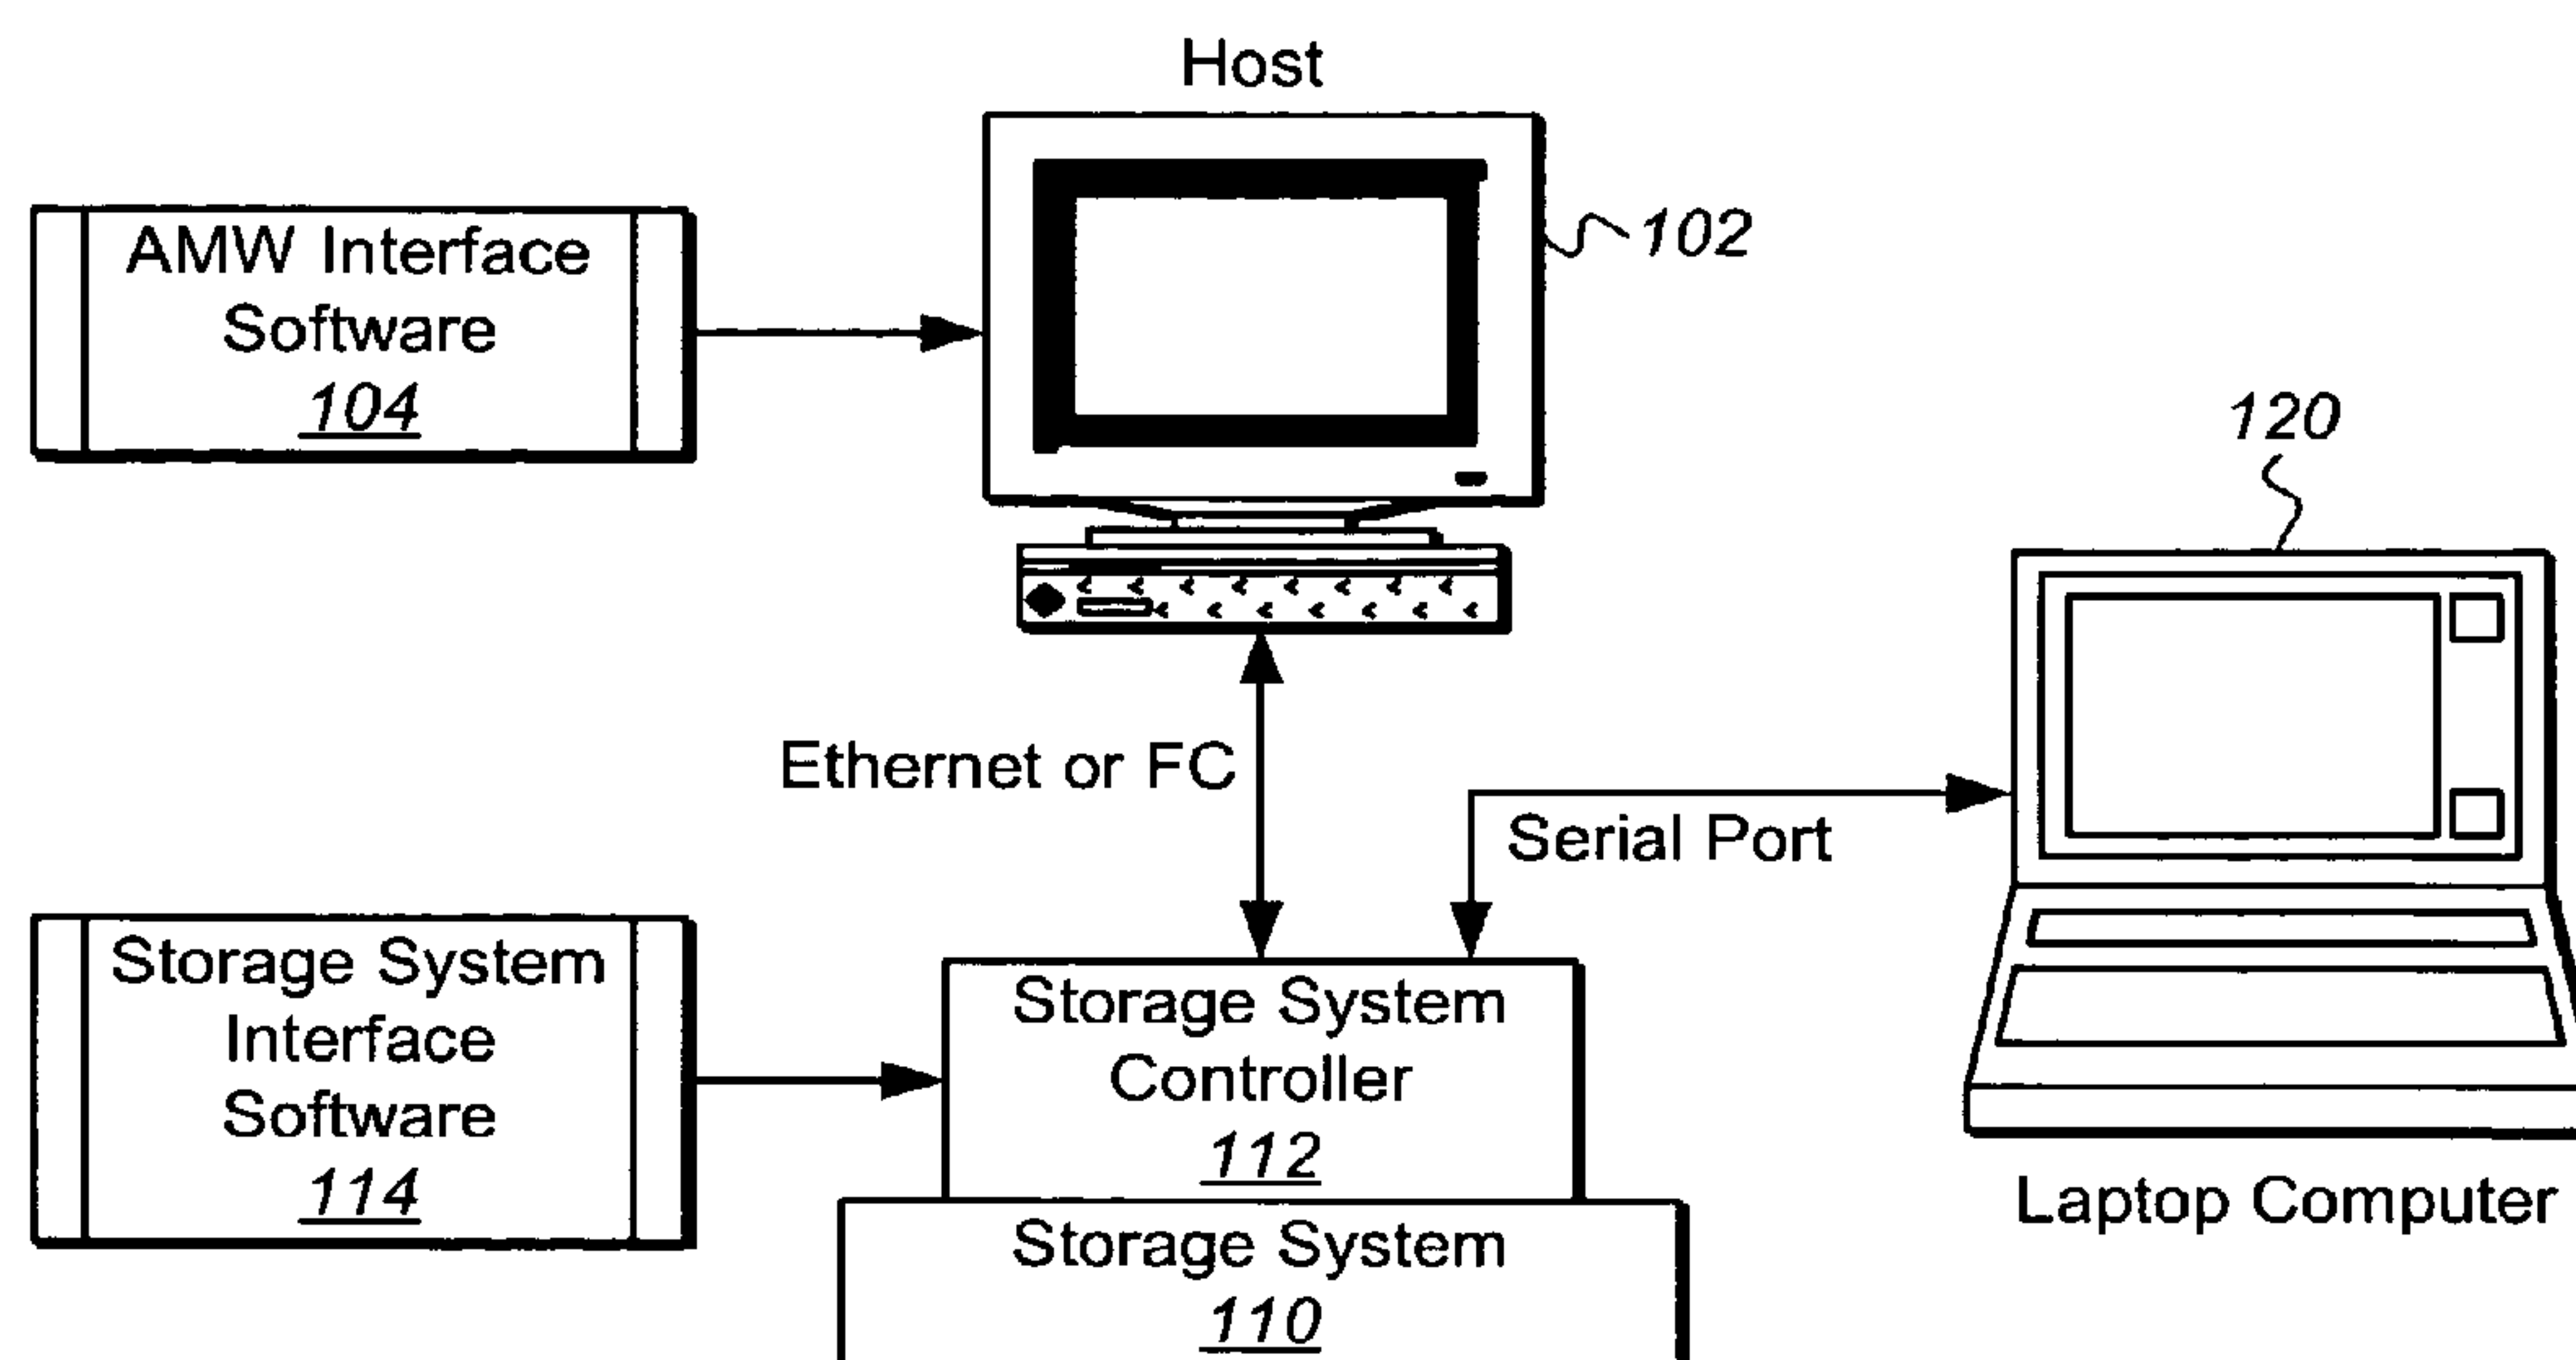 Host
AMW Interface
Software
104
102
120
Ethernet or FC
Serial Port
Storage System
Interface
Software
114
Storage System
Controller
112
Storage System
110
Laptop Computer